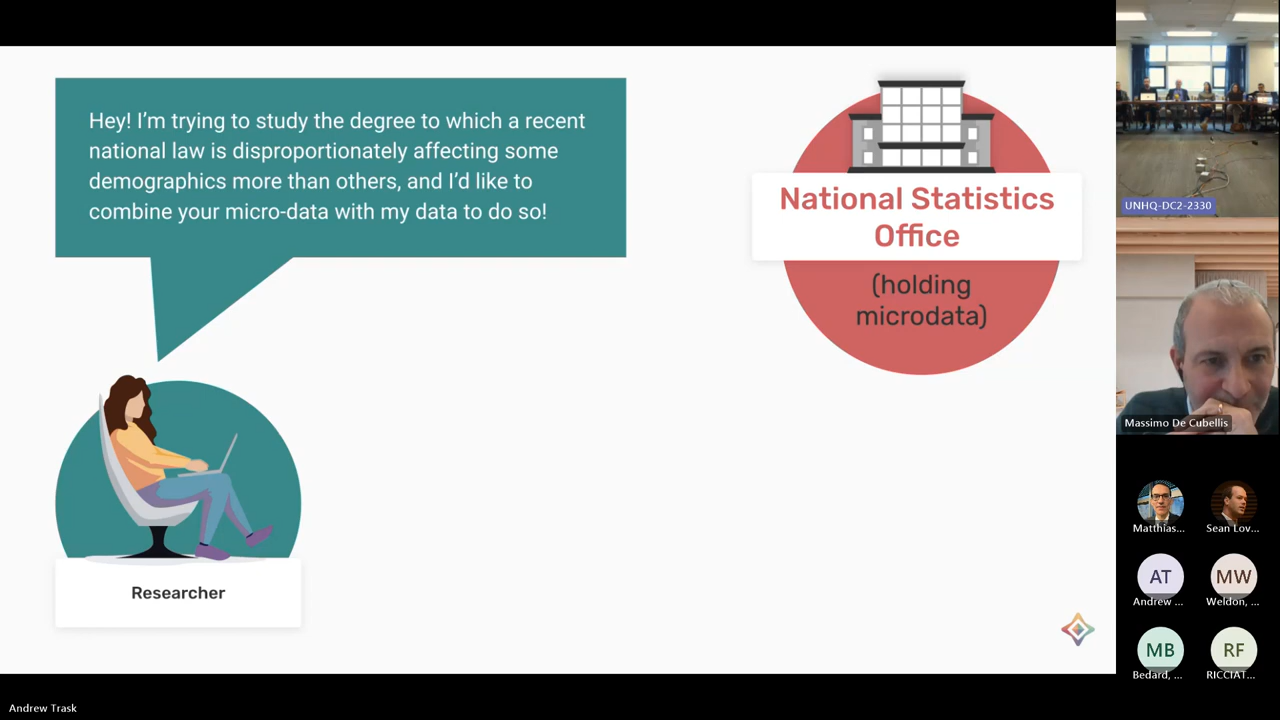 Hey! I'm trying to study the degree to which a recent
national law is disproportionately affecting some
demographics more than others, and I'd like to
combine your micro-data with my data to do so!
National Statistics
Office
(holding
microdata)
Researcher
UNHQ-DC2-2330
Massimo De Cubellis
Matthias...
Sean Lov...
AT
MW
Andrew ...
Weldon, ...
MB
RF
Bedard, ...
RICCIAT...
Andrew Trask